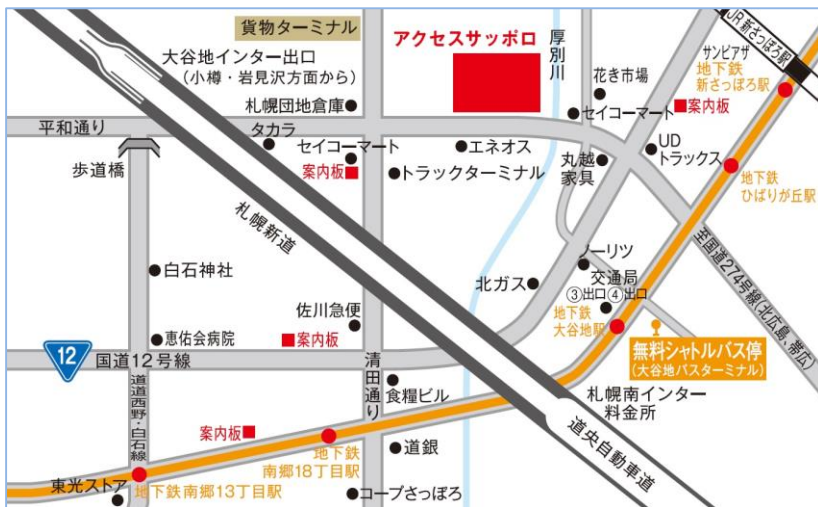 貨物ターミナル
大谷地インター出口
（小樽・岩見沢方面から）
札幌団地倉庫
アクセスサッポロ
厚別川
花き市場
セイコーマート
JR新さっぽろ駅
サンピアザ
地下鉄
新さっぽろ駅
案内板
平和通り
タカラ
セイコーマート
案内板
エネオス
トラックターミナル
丸越
家具
UD
トラックス
地下鉄
ひばりが丘駅
歩道橋
札幌新道
白石神社
恵佑会病院
佐川急便
案内板
北ガス
ノーリツ
交通局
③出口④出口
地下鉄
大谷地駅
至国道274号線（北広島、帯広）
無料シャトルバス停
（大谷地バスターミナル）
12
国道12号線
道道西野・白石線
清田通り
食糧ビル
札幌南インター
料金所
道央自動車道
案内板
地下鉄
南郷18丁目駅
道銀
東光ストア
地下鉄南郷13丁目駅
コープさっぽろ